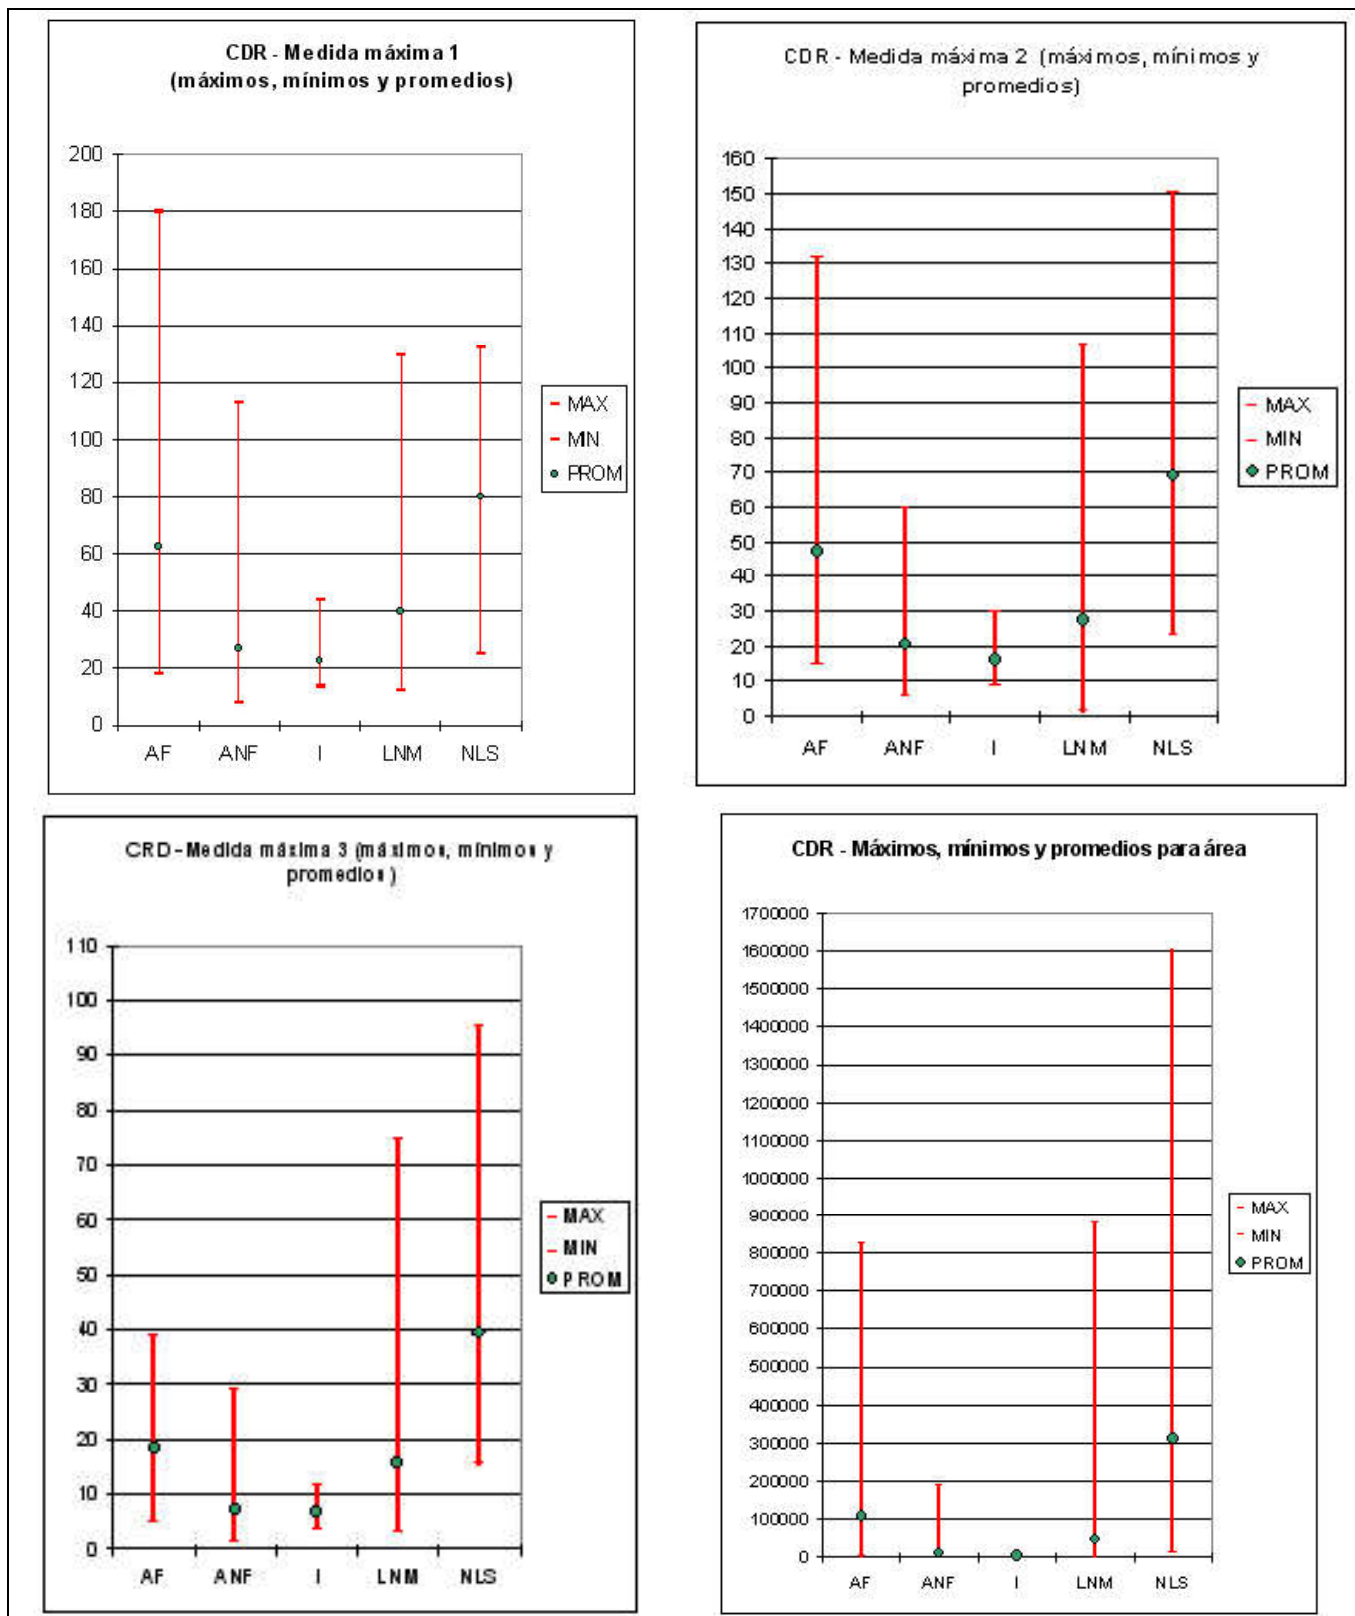 CDR - Medida máxima 1
(máximos, mínimos y promedios)
200
180
160
140
120
100
80
60
40
20
0
AF ANF I LNM NLS
MAX
MIN
PROM
CDR - Medida máxima 2 (máximos, mínimos y
promedios)
160
150
140
130
120
110
100
90
80
70
60
50
40
30
20
10
0
AF ANF I LNM NLS
MAX
MIN
PROM
CRD - Medida máxima 3 (máximos, mínimos y
promedios)
110
100
90
80
70
60
50
40
30
20
10
0
AF ANF I LNM NLS
MAX
MIN
PROM
CDR - Máximos, mínimos y promedios para área
1700000
1600000
1500000
1400000
1300000
1200000
1100000
1000000
900000
800000
700000
600000
500000
400000
300000
200000
100000
0
AF ANF I LNM NLS
MAX
MIN
PROM